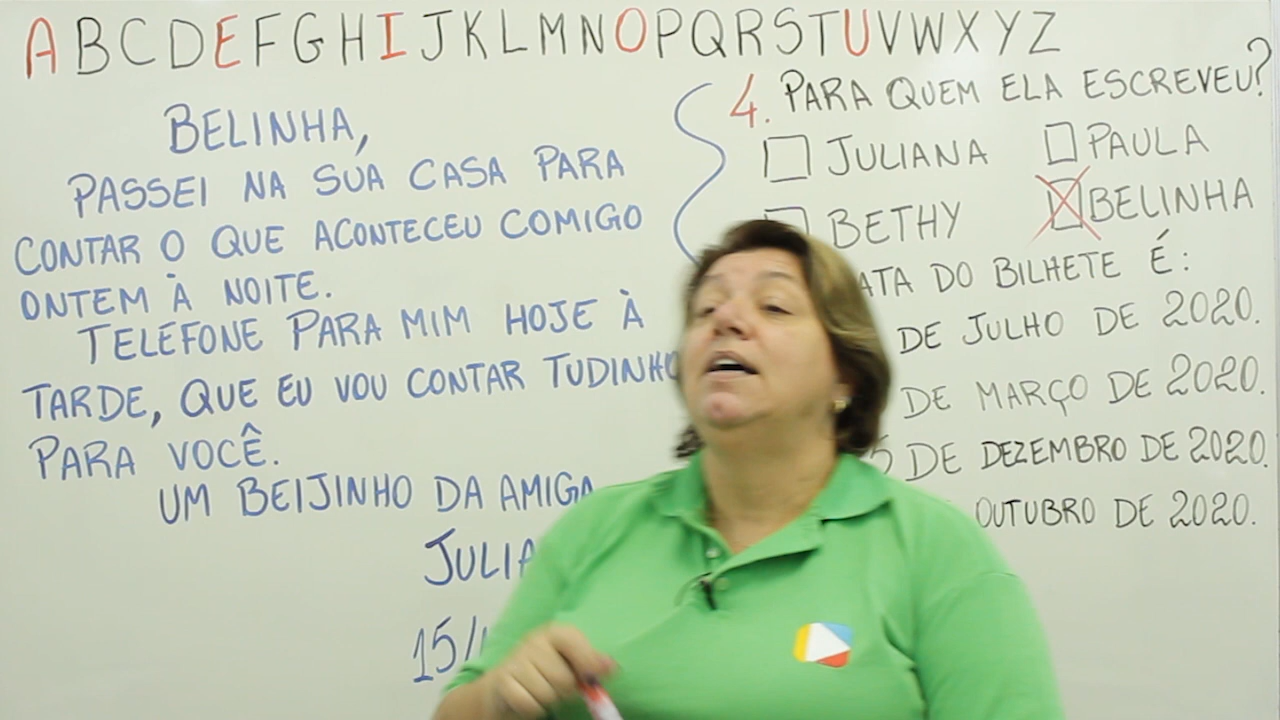 ABCDEFGHIJKLMNOPQRSTUVWXYZ
BELINHA,
PASSEI NA SUA CASA PARA
CONTAR O QUE ACONTECEU COMIGO
ONTEM À NOITE.
TELEFONE PARA MIM HOJE À
TARDE, QUE EU VOU CONTAR TUDINHO
PARA VOCÊ.
UM BEIJINHO DA AMIGA
15/
4. PARA QUEM ELA ESCREVEU?
JULIANA PAULA
BETHY BELINHA
DO BILHETE É:
DE JULHO DE 2020.
DE MARÇO DE 2020.
DE DEZEMBRO DE 2020.
OUTUBRO DE 2020.